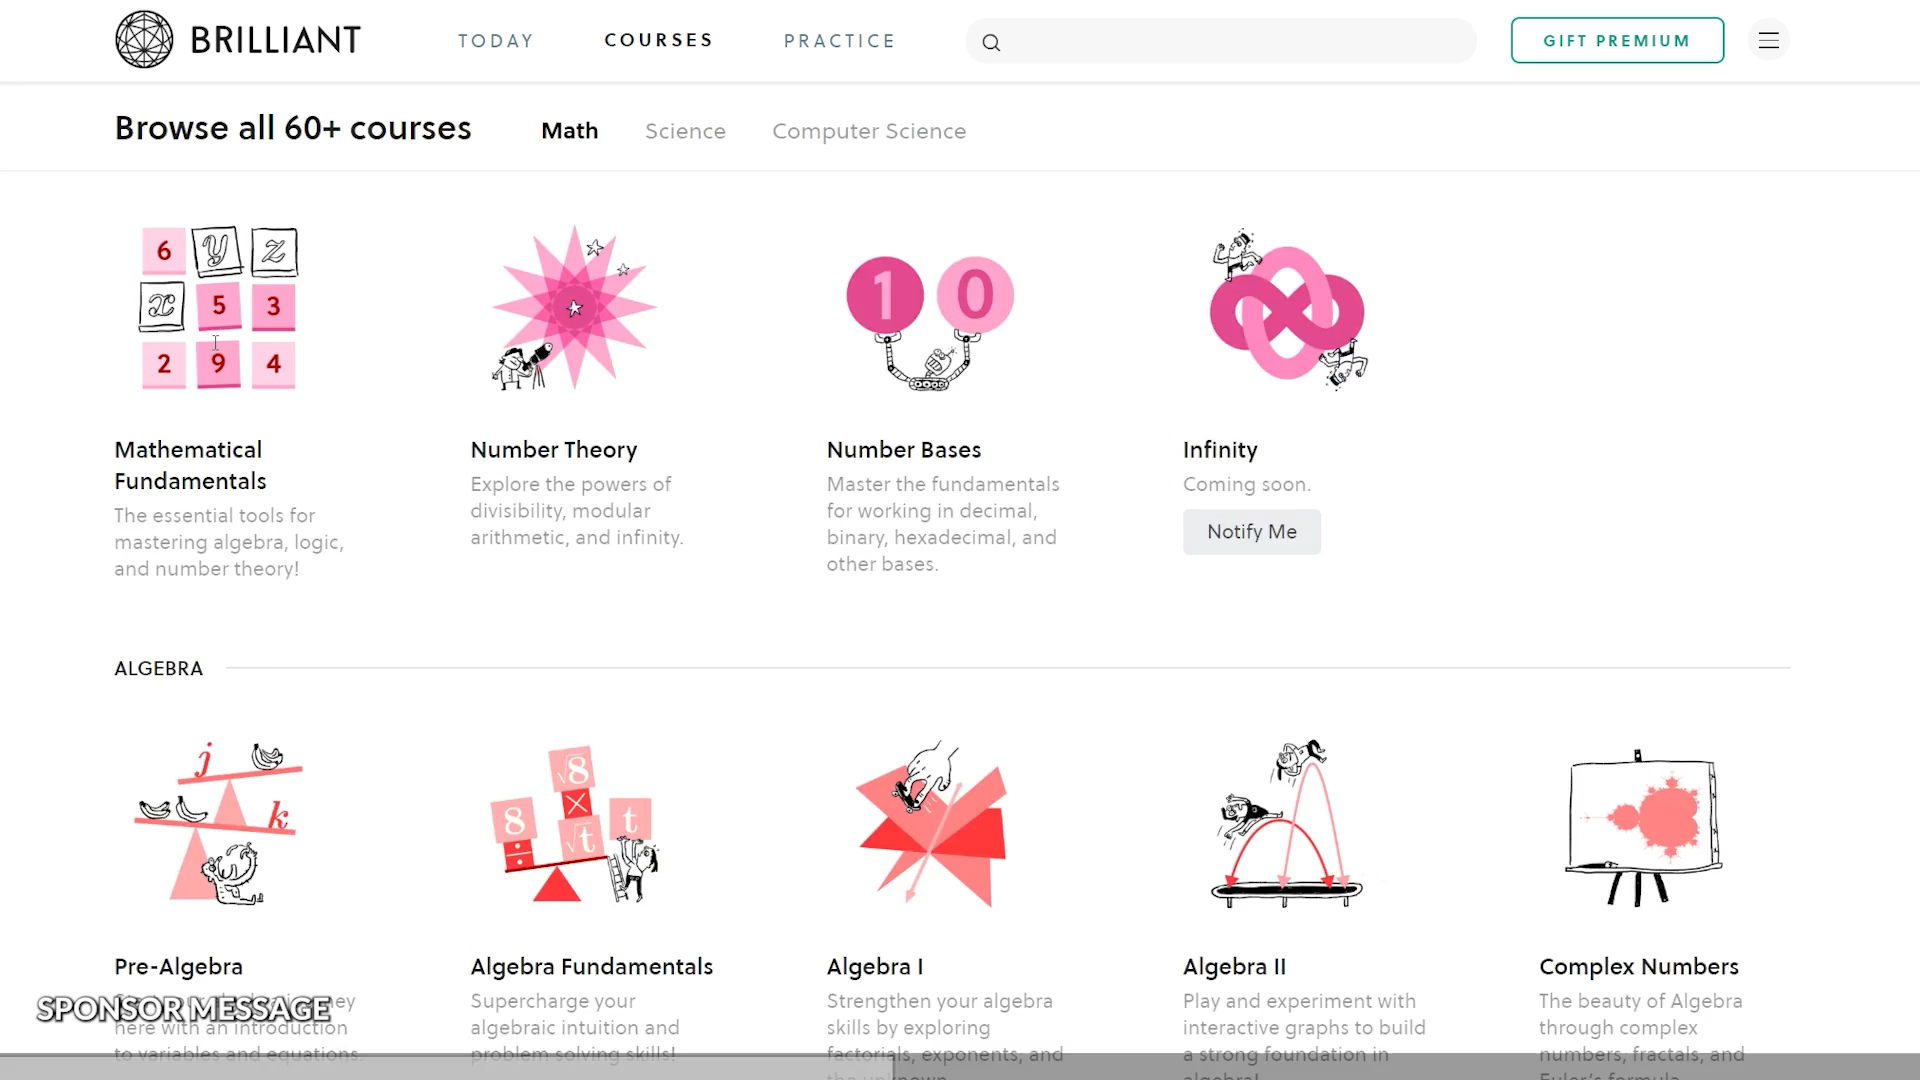 BRILLIANT TODAY COURSES PRACTICE GIFT PREMIUM
Browse all 60+ courses Math Science Computer Science
6 y z
x 5 3
2 9 4
1 0
Mathematical
Fundamentals
The essential tools for
mastering algebra, logic,
and number theory!
Number Theory
Explore the powers of
divisibility, modular
arithmetic, and infinity.
Number Bases
Master the fundamentals
for working in decimal,
binary, hexadecimal, and
other bases.
Infinity
Coming soon.
Notify Me
ALGEBRA
j
k
√8
8 × t
÷ √t
Pre-Algebra
SPONSOR MESSAGE
here with an introduction
to variables and equations.
Algebra Fundamentals
Supercharge your
algebraic intuition and
problem solving skills!
Algebra I
Strengthen your algebra
skills by exploring
factorials, exponents, and
the unknown.
Algebra II
Play and experiment with
interactive graphs to build
a strong foundation in
algebra!
Complex Numbers
The beauty of Algebra
through complex
numbers, fractals, and
Euler's formula.